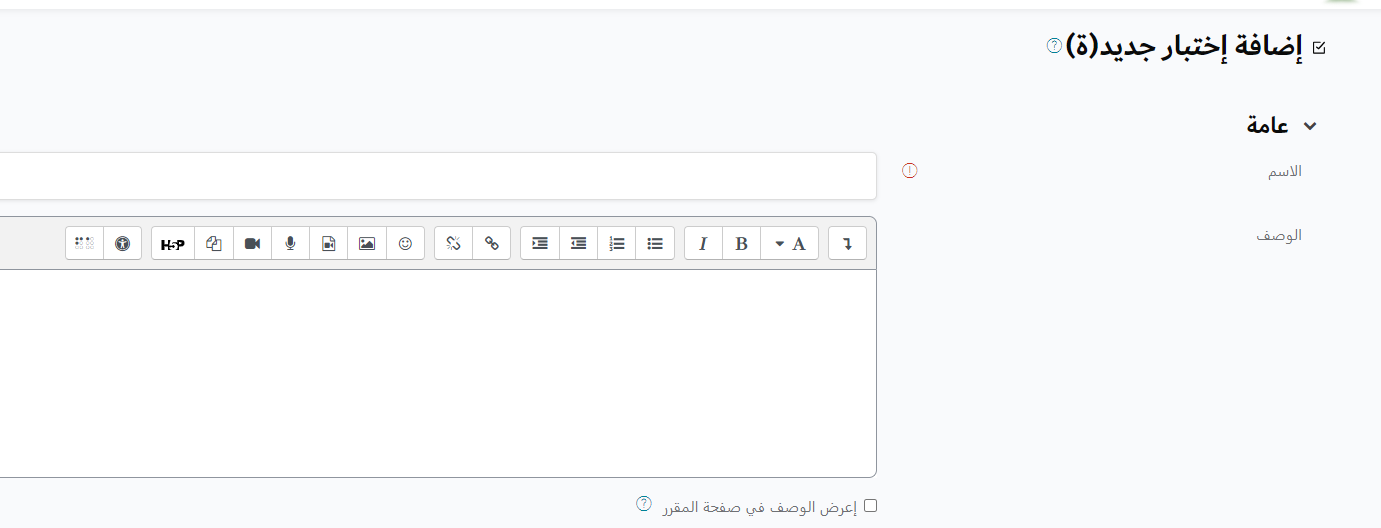 إضافة إختبار جديد(ة)
عامة
الاسم
الوصف
A B I H5P
إعرض الوصف في صفحة المقرر